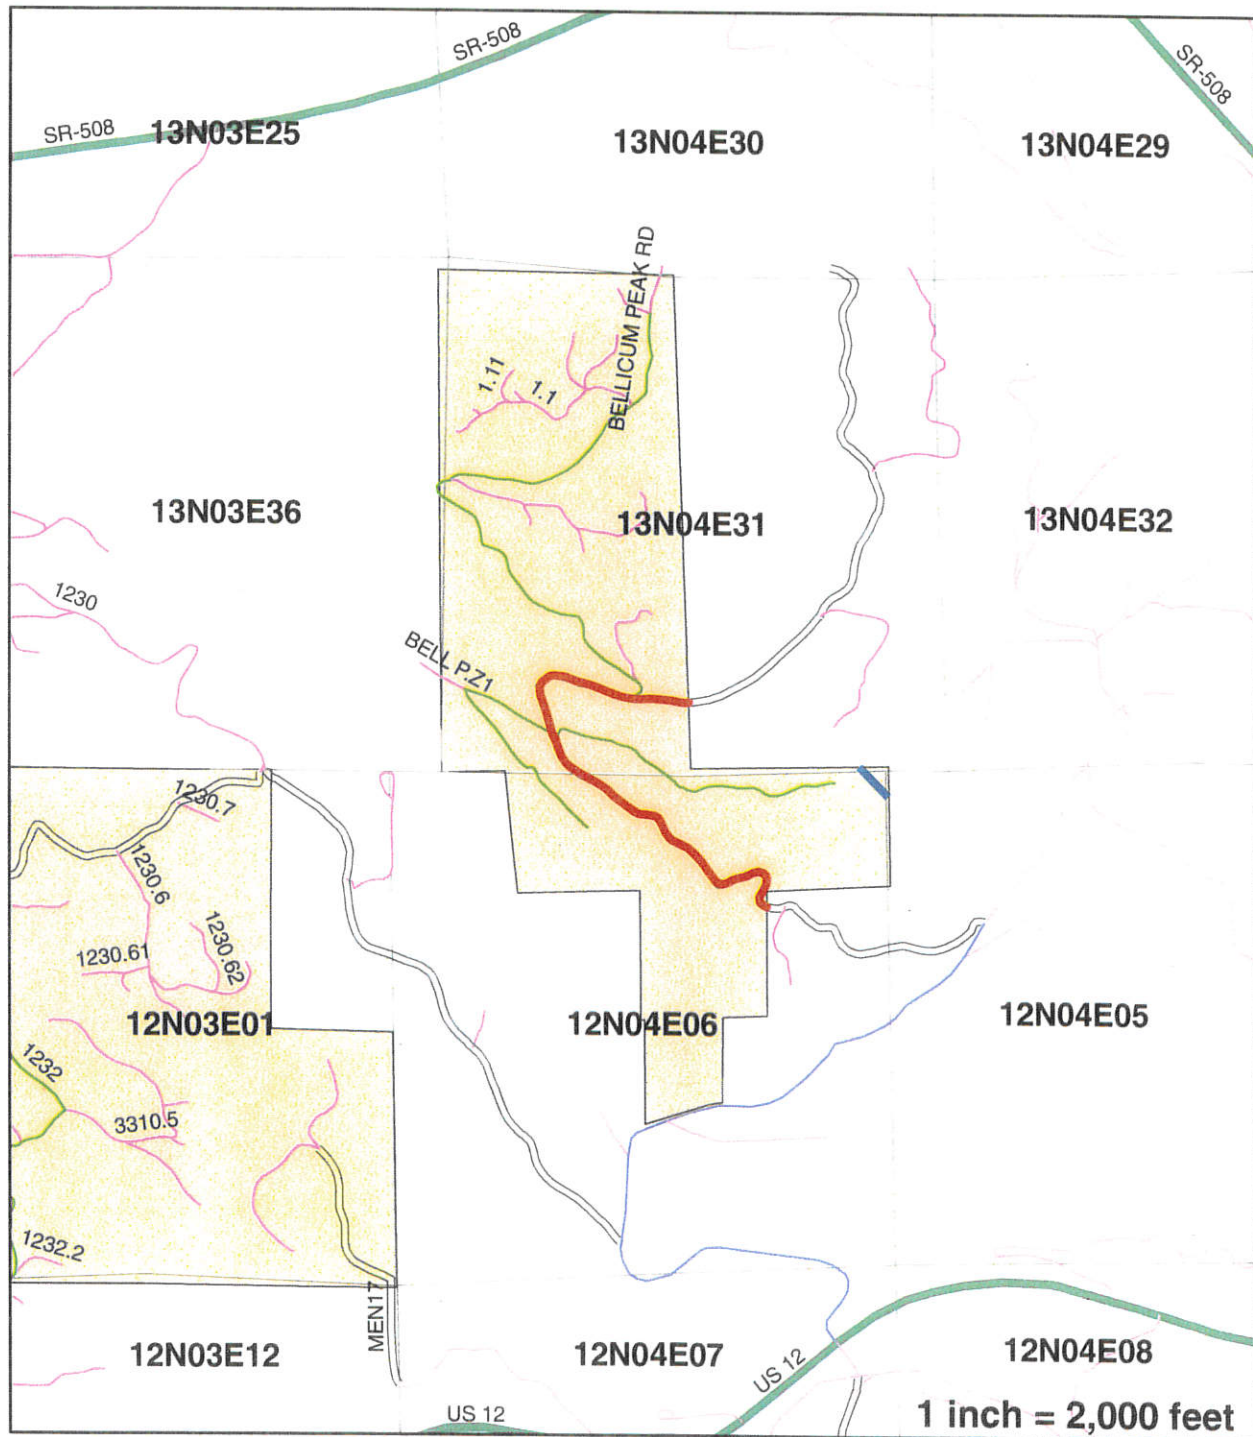 SR-508
SR-508
SR-508
13N03E25
13N04E30
13N04E29
BELLICUM PEAK RD
1.11
1.1
13N03E36
13N04E31
13N04E32
1230
BELL P.Z1
1230.7
1230.6
1230.62
1230.61
12N03E01
12N04E06
12N04E05
1232
3310.5
1232.2
MEN17
12N03E12
12N04E07
12N04E08
US 12
US 12
1 inch = 2,000 feet